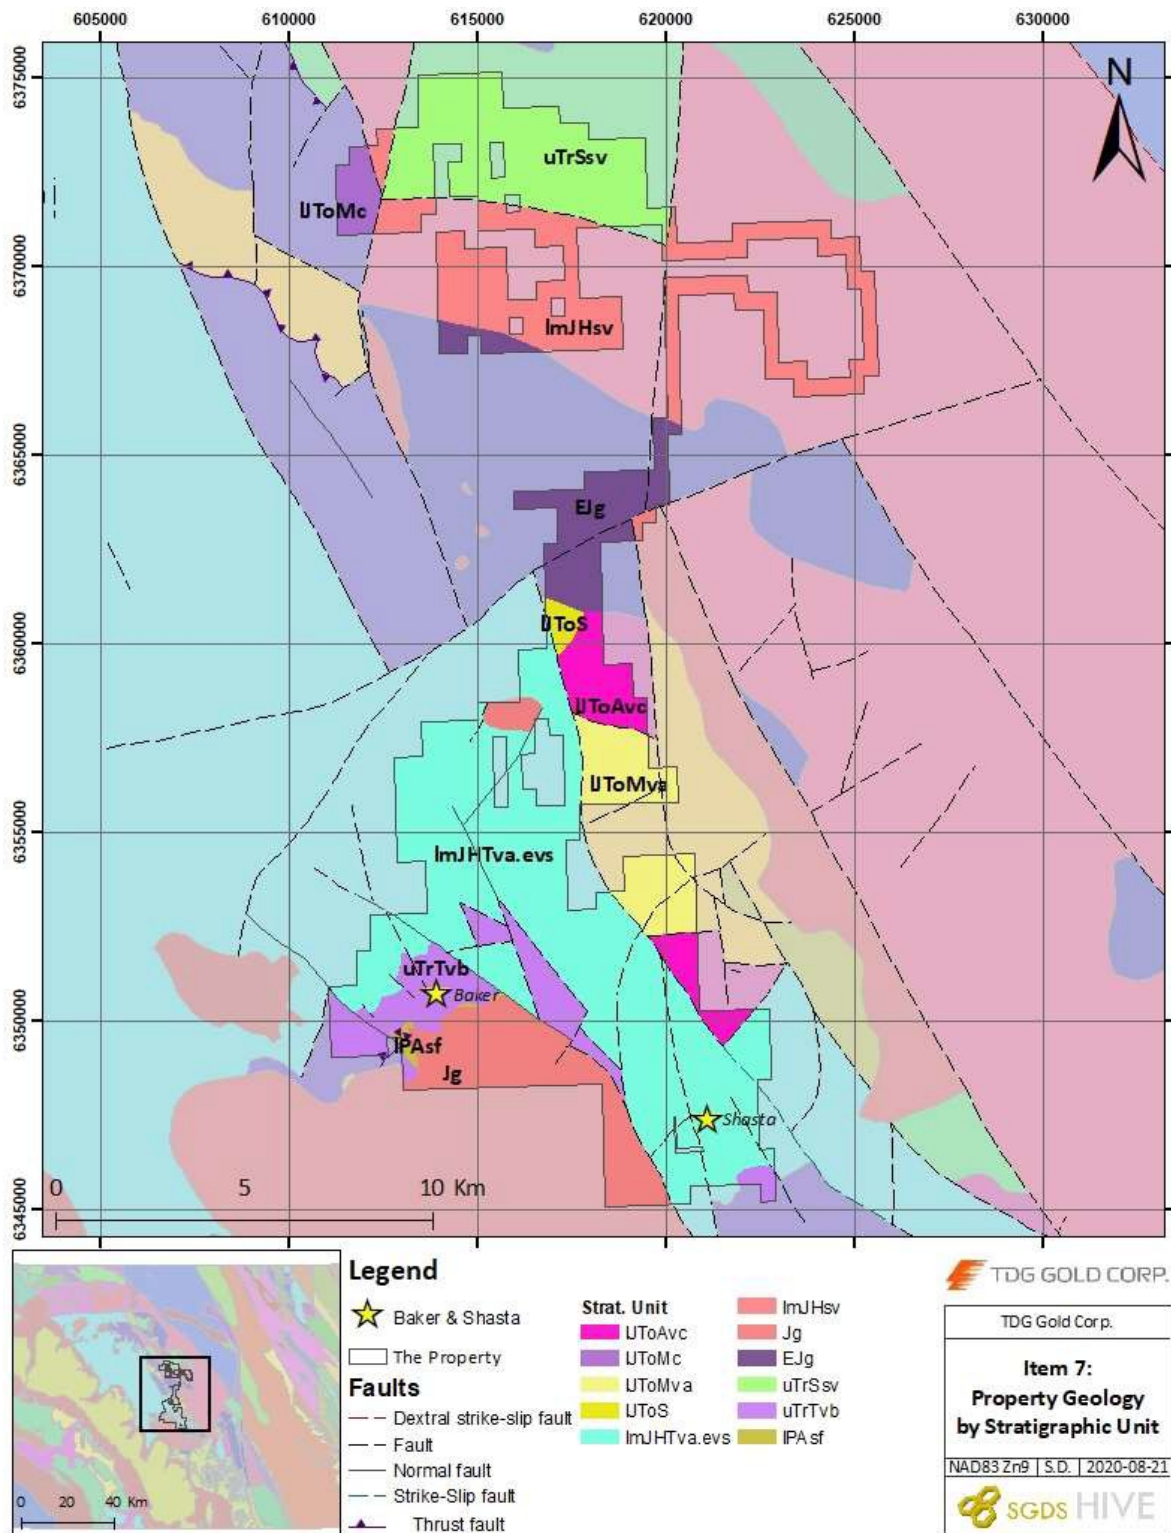 605000 610000 615000 620000 625000 630000
6375000
6370000
6365000
6360000
6355000
6350000
6345000
N
uTrSsv
lJToMc
lmJHsv
EJg
lJToS
lJToAvc
lJToMva
lmJHTva.evs
uTrTvb
Baker
lPAsf
Jg
Shasta
0 5 10 Km
0 20 40 Km
Legend
Baker & Shasta
The Property
Faults
Dextral strike-slip fault
Fault
Normal fault
Strike-Slip fault
Thrust fault
Strat. Unit
lJToAvc
lJToMc
lJToMva
lJToS
lmJHTva.evs
lmJHsv
Jg
EJg
uTrSsv
uTrTvb
lPAsf
TDG GOLD CORP.
TDG Gold Corp.
Item 7:
Property Geology
by Stratigraphic Unit
NAD83 Zn9 S.D. 2020-08-21
SGDS HIVE